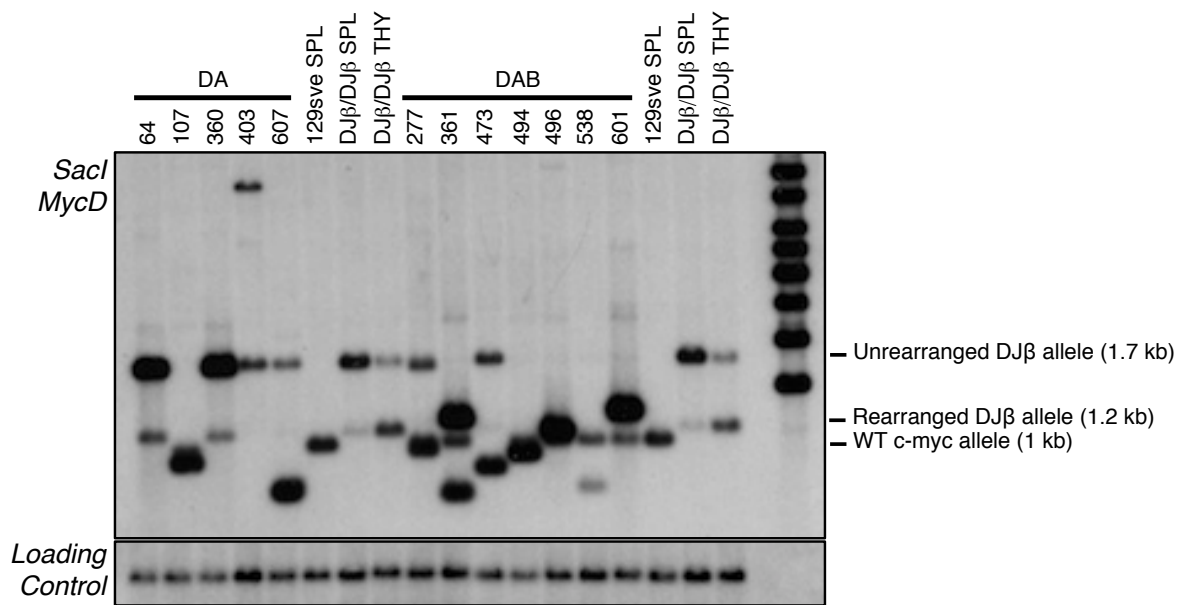 DA
DAB
64
107
360
403
607
129sve SPL
DJβ/DJβ SPL
DJβ/DJβ THY
277
361
473
494
496
538
601
129sve SPL
DJβ/DJβ SPL
DJβ/DJβ THY
SacI
MycD
Unrearranged DJβ allele (1.7 kb)
Rearranged DJβ allele (1.2 kb)
WT c-myc allele (1 kb)
Loading
Control